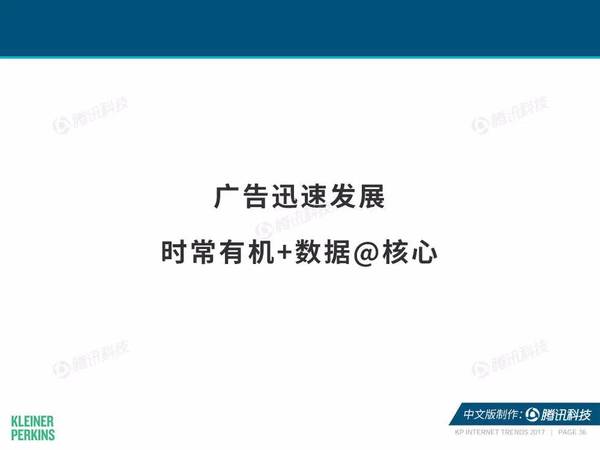 腾讯科技 腾讯科技
广告迅速发展
腾讯科技
时常有机+数据@核心
腾讯科技 腾讯科技
中文版制作：腾讯科技
KLEINER
PERKINS
KP INTERNET TRENDS 2017 | PAGE 36